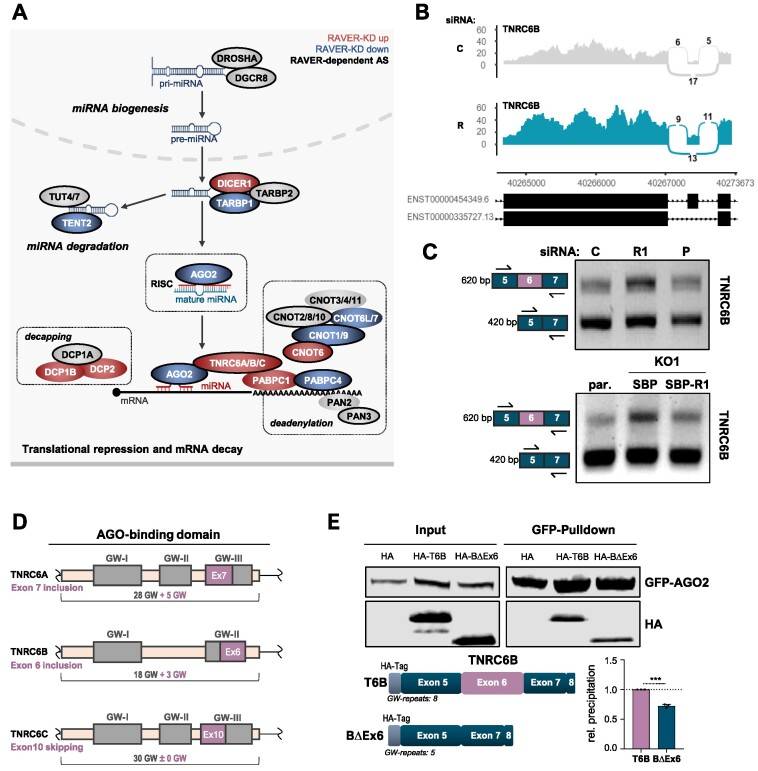 A
RAVER-KD up
RAVER-KD down
RAVER-dependent AS
DROSHA
DGCR8
pri-miRNA
miRNA biogenesis
pre-miRNA
DICER1
TARBP2
TARBP1
TUT4/7
TENT2
miRNA degradation
AGO2
RISC
mature miRNA
CNOT3/4/11
CNOT2/8/10
CNOT6L/7
CNOT1/9
CNOT6
decapping
DCP1A
DCP1B
DCP2
TNRC6A/B/C
AGO2
miRNA
PABPC1
PABPC4
mRNA
PAN2
PAN3
deadenylation
Translational repression and mRNA decay
B
siRNA:
TNRC6B
60
40
20
0
C
6
5
17
TNRC6B
60
40
20
0
R
9
11
13
40265000
40266000
40267000
40273673
ENST00000454349.6
ENST00000335727.13
C
siRNA:
C
R1
P
620 bp
5
6
7
420 bp
5
7
TNRC6B
KO1
par.
SBP
SBP-R1
620 bp
5
6
7
420 bp
5
7
TNRC6B
D
AGO-binding domain
GW-I
GW-II
GW-III
TNRC6A
Ex7
Exon 7 inclusion
28 GW + 5 GW
GW-I
GW-II
TNRC6B
Ex6
Exon 6 inclusion
18 GW + 3 GW
GW-I
GW-II
GW-III
TNRC6C
Ex10
Exon10 skipping
30 GW ± 0 GW
E
Input
GFP-Pulldown
HA
HA-T6B
HA-BΔEx6
HA
HA-T6B
HA-BΔEx6
GFP-AGO2
HA
TNRC6B
HA-Tag
T6B
Exon 5
Exon 6
Exon 7
8
GW-repeats: 8
HA-Tag
BΔEx6
Exon 5
Exon 7
8
GW-repeats: 5
rel. precipitation
1.5
1.0
0.5
0.0
***
T6B
BΔEx6